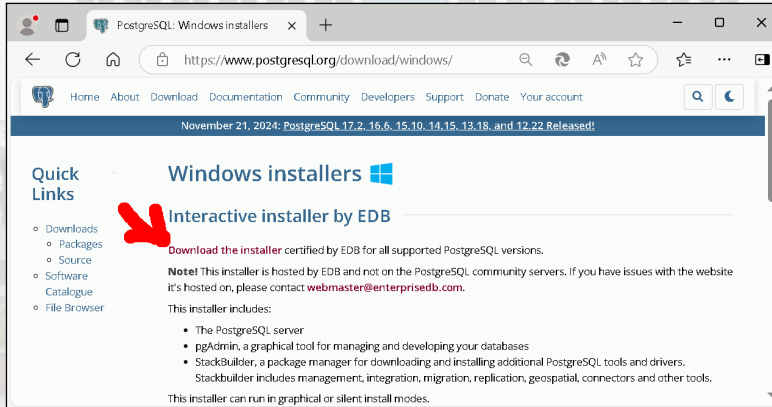 PostgreSQL: Windows installers
https://www.postgresql.org/download/windows/
Home About Download Documentation Community Developers Support Donate Your account
November 21, 2024: PostgreSQL 17.2, 16.6, 15.10, 14.15, 13.18, and 12.22 Released!
Quick
Links
Downloads
Packages
Source
Software
Catalogue
File Browser
Windows installers
Interactive installer by EDB
Download the installer certified by EDB for all supported PostgreSQL versions.
Note! This installer is hosted by EDB and not on the PostgreSQL community servers. If you have issues with the website
it's hosted on, please contact webmaster@enterprisedb.com.
This installer includes:
• The PostgreSQL server
• pgAdmin, a graphical tool for managing and developing your databases
• StackBuilder, a package manager for downloading and installing additional PostgreSQL tools and drivers.
Stackbuilder includes management, integration, migration, replication, geospatial, connectors and other tools.
This installer can run in graphical or silent install modes.